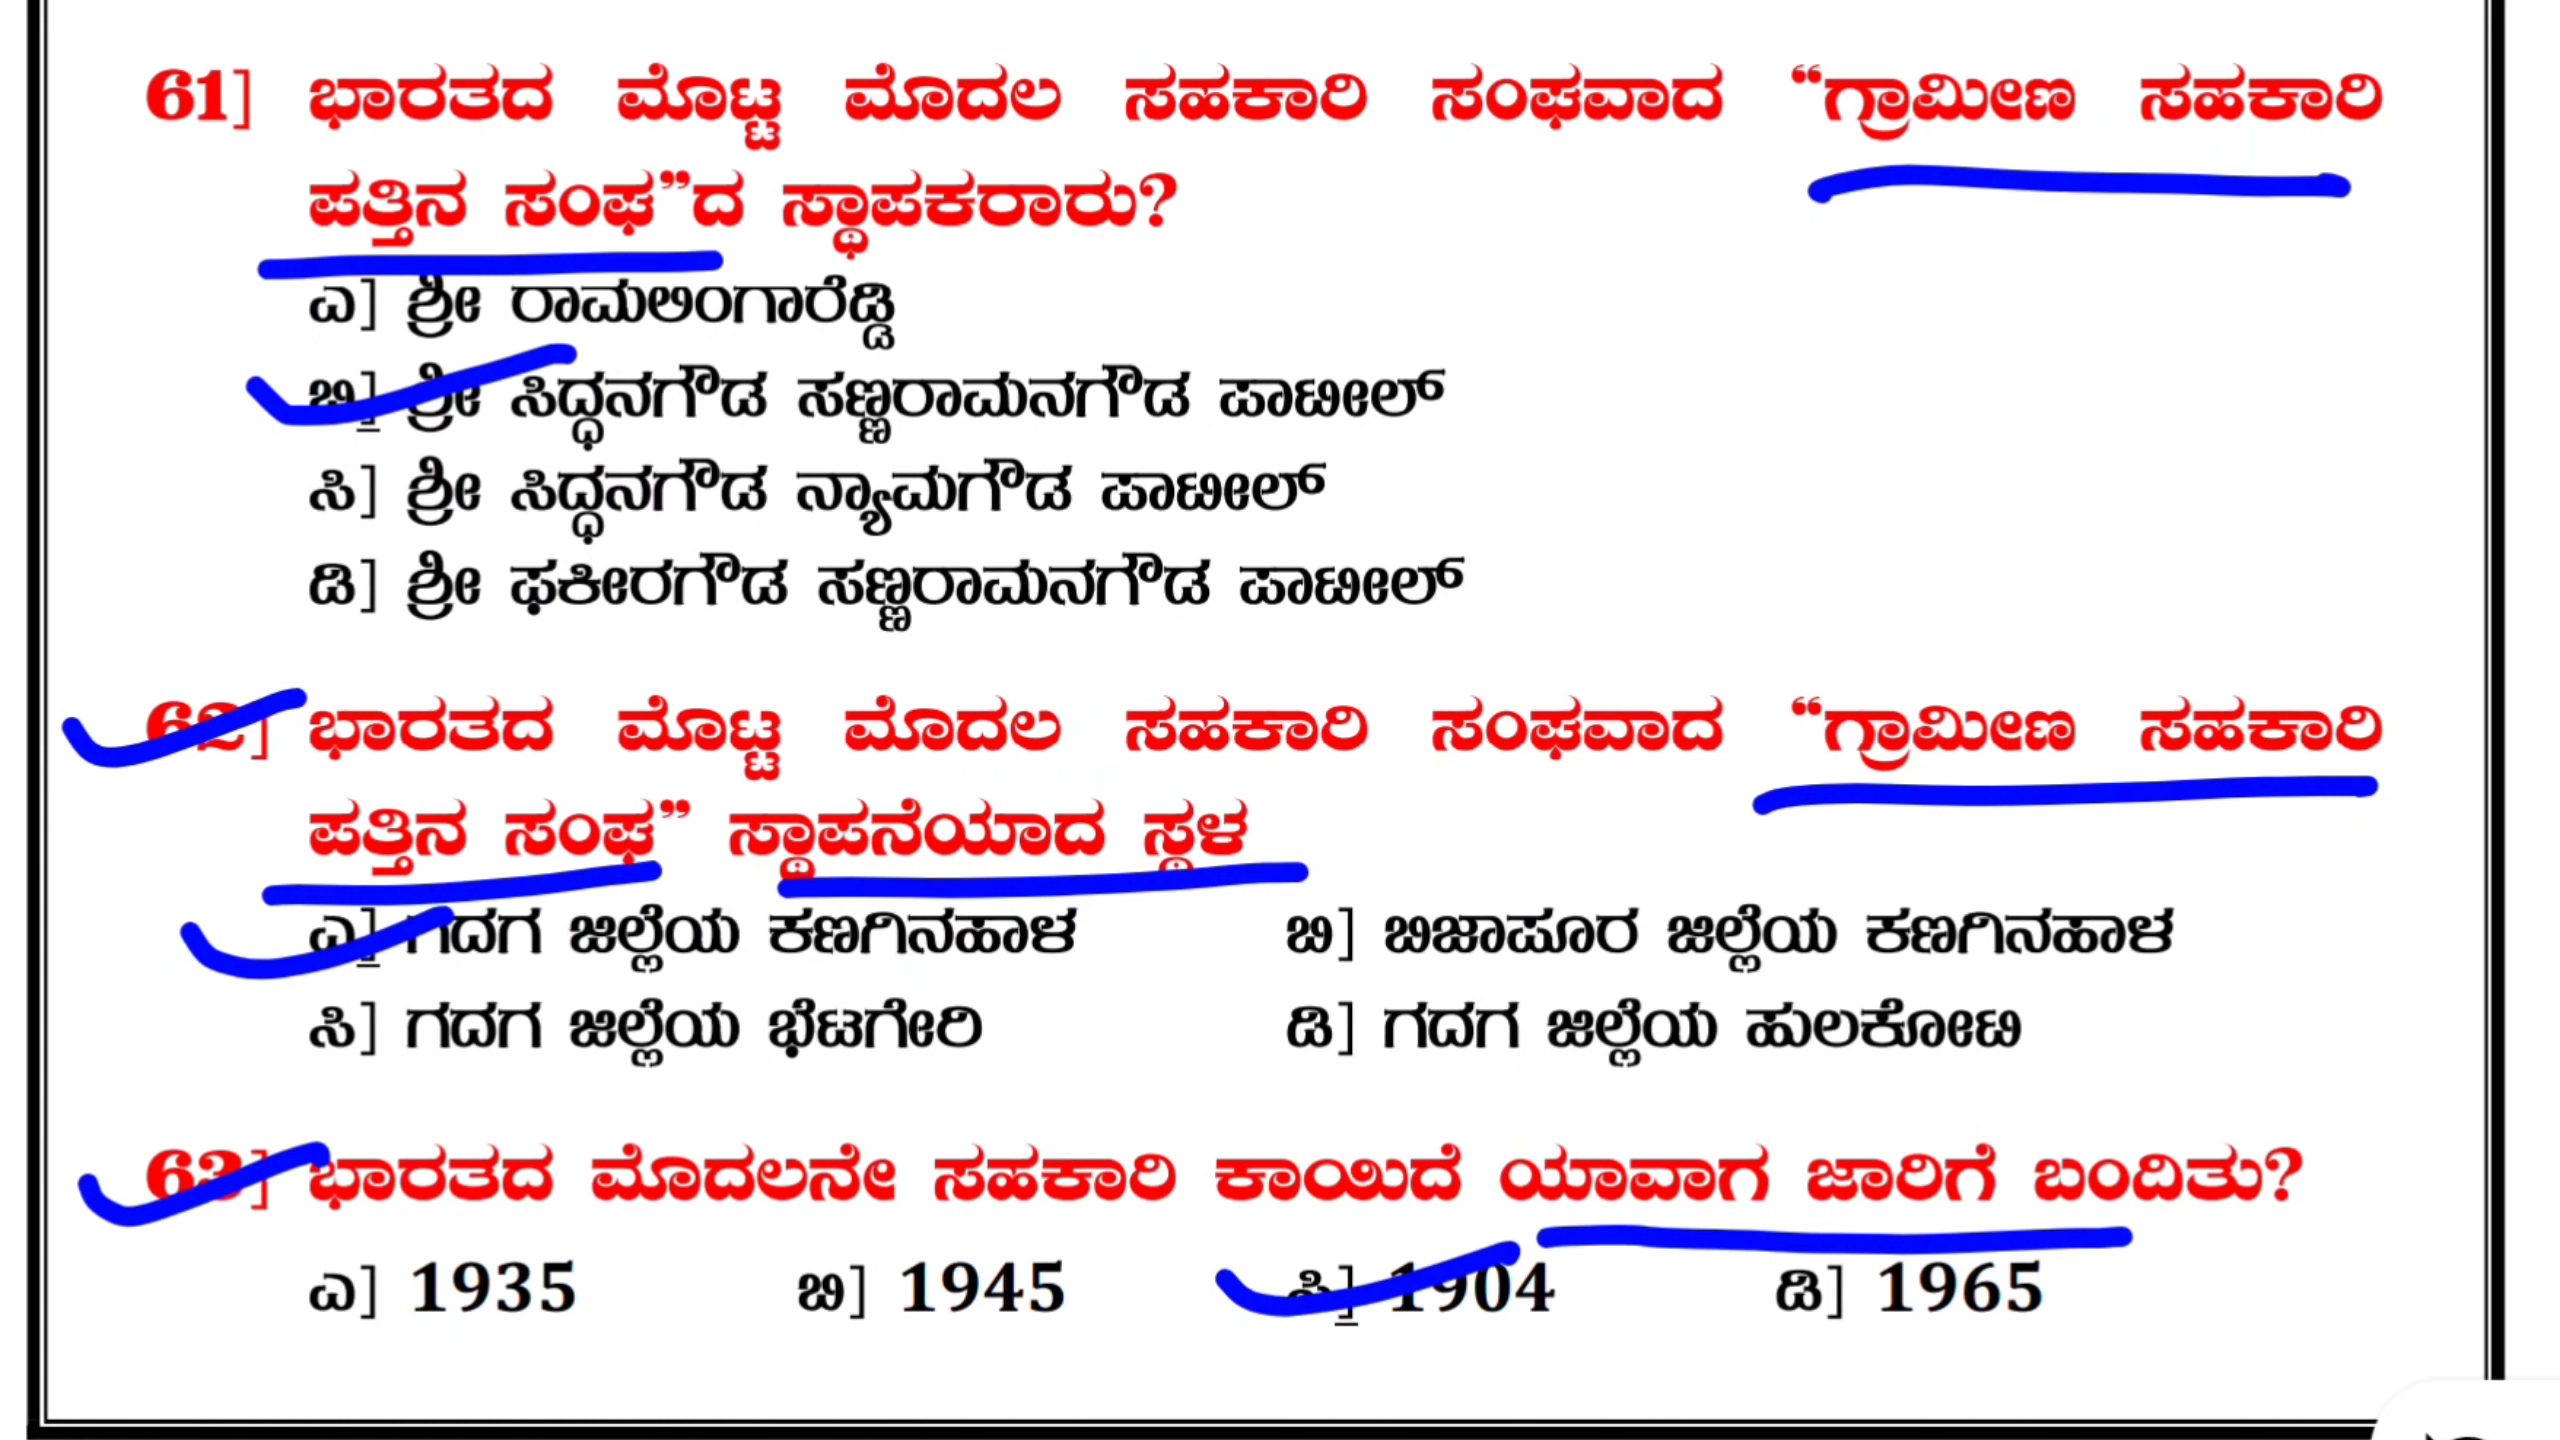 61] ಭಾರತದ ಮೊಟ್ಟ ಮೊದಲ ಸಹಕಾರಿ ಸಂಘವಾದ “ಗ್ರಾಮೀಣ ಸಹಕಾರಿ
ಪತ್ತಿನ ಸಂಘ”ದ ಸ್ಥಾಪಕರಾರು?
ಎ] ಶ್ರೀ ರಾಮಲಿಂಗಾರೆಡ್ಡಿ
ಬಿ] ಶ್ರೀ ಸಿದ್ಧನಗೌಡ ಸಣ್ಣರಾಮನಗೌಡ ಪಾಟೀಲ್
ಸಿ] ಶ್ರೀ ಸಿದ್ಧನಗೌಡ ನ್ಯಾಮಗೌಡ ಪಾಟೀಲ್
ಡಿ] ಶ್ರೀ ಫಕೀರಗೌಡ ಸಣ್ಣರಾಮನಗೌಡ ಪಾಟೀಲ್
62] ಭಾರತದ ಮೊಟ್ಟ ಮೊದಲ ಸಹಕಾರಿ ಸಂಘವಾದ “ಗ್ರಾಮೀಣ ಸಹಕಾರಿ
ಪತ್ತಿನ ಸಂಘ” ಸ್ಥಾಪನೆಯಾದ ಸ್ಥಳ
ಎ] ಗದಗ ಜಿಲ್ಲೆಯ ಕಣಗಿನಹಾಳ ಬಿ] ಬಿಜಾಪೂರ ಜಿಲ್ಲೆಯ ಕಣಗಿನಹಾಳ
ಸಿ] ಗದಗ ಜಿಲ್ಲೆಯ ಭೆಟಗೇರಿ ಡಿ] ಗದಗ ಜಿಲ್ಲೆಯ ಹುಲಕೋಟಿ
63] ಭಾರತದ ಮೊದಲನೇ ಸಹಕಾರಿ ಕಾಯಿದೆ ಯಾವಾಗ ಜಾರಿಗೆ ಬಂದಿತು?
ಎ] 1935 ಬಿ] 1945 ಸಿ] 1904 ಡಿ] 1965